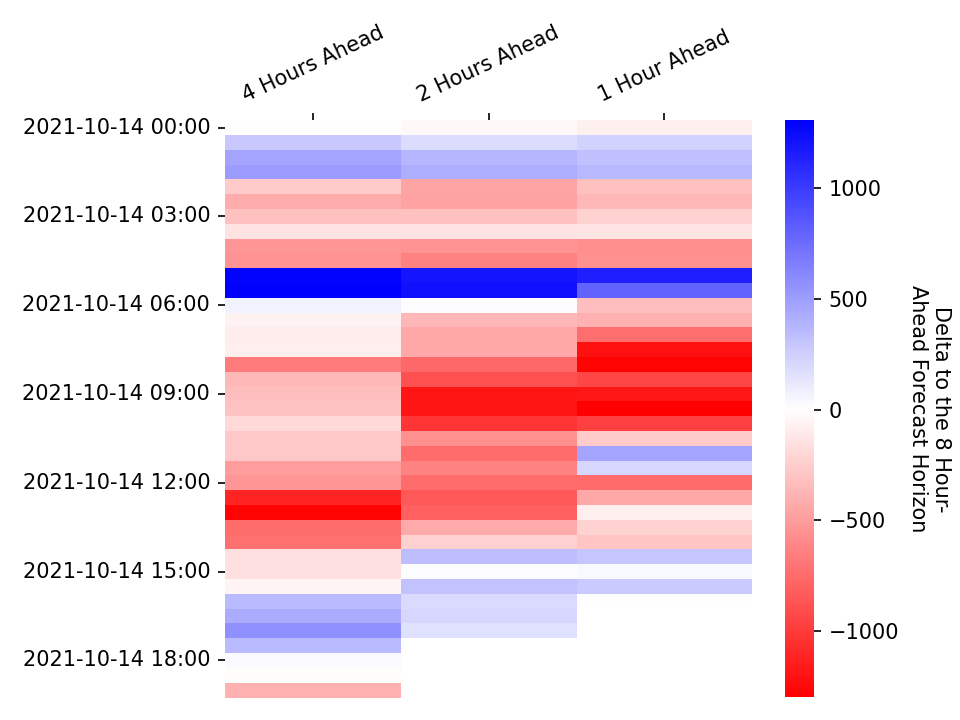 4 Hours Ahead
2 Hours Ahead
1 Hour Ahead
2021-10-14 00:00
2021-10-14 03:00
2021-10-14 06:00
2021-10-14 09:00
2021-10-14 12:00
2021-10-14 15:00
2021-10-14 18:00
1000
500
0
−500
−1000
Delta to the 8 Hour-
Ahead Forecast Horizon